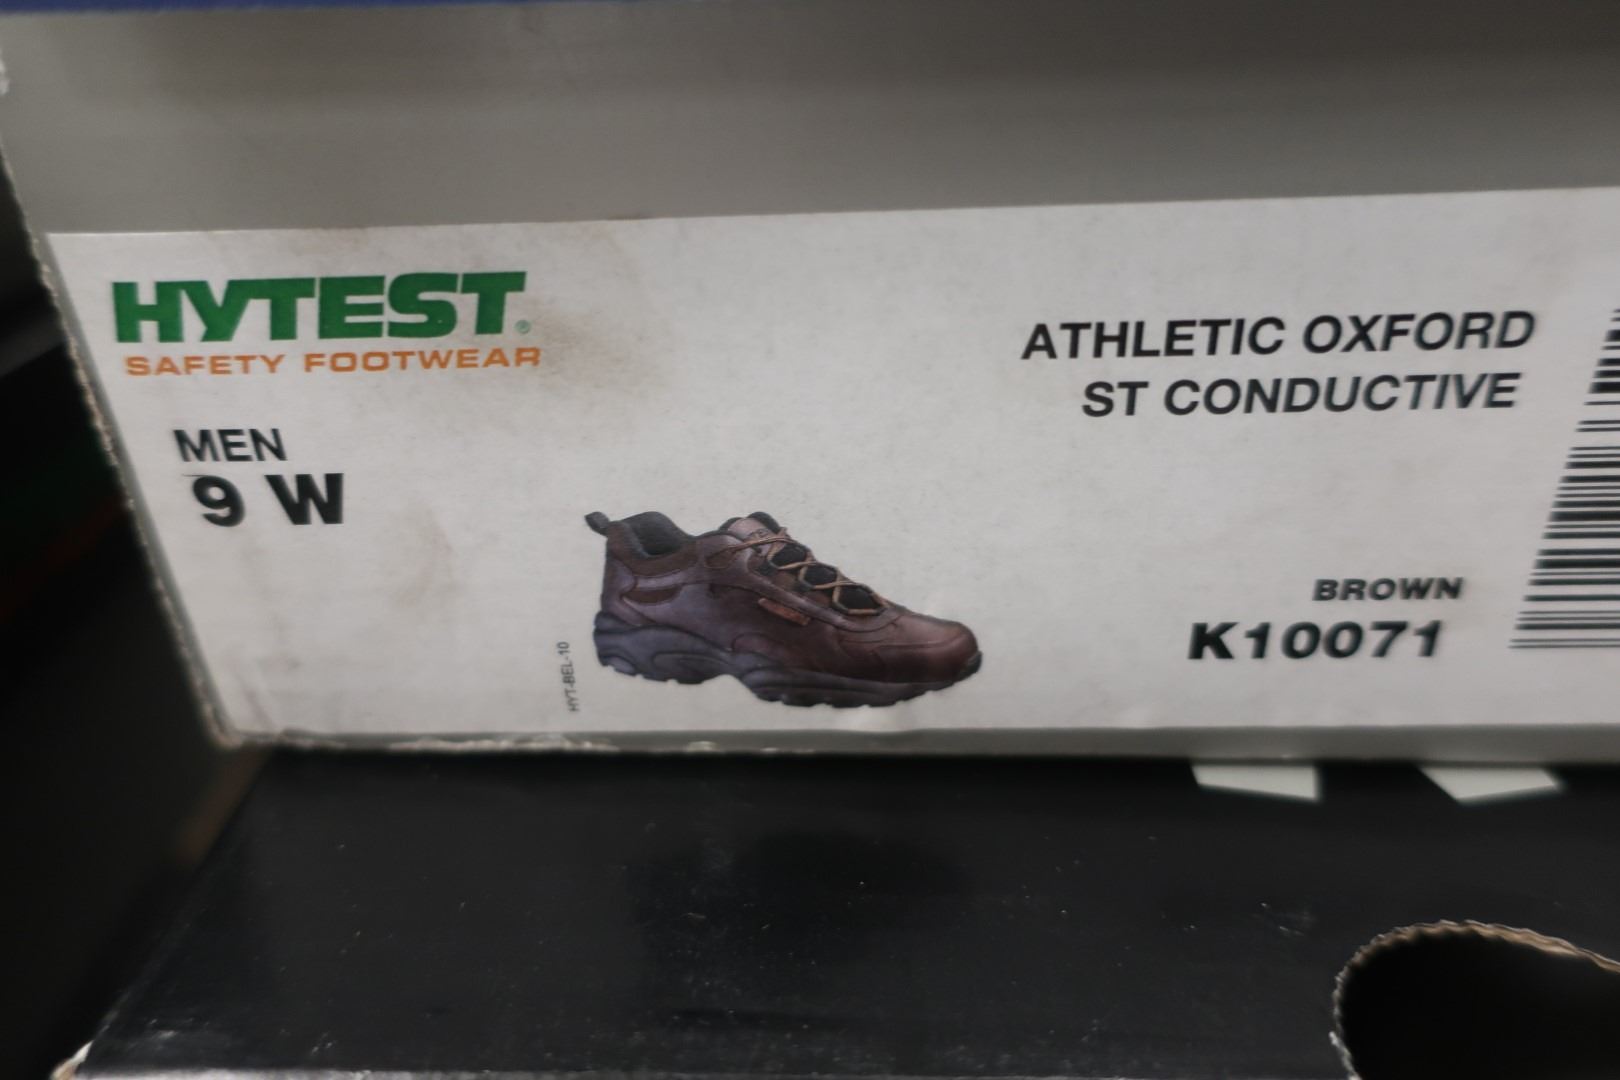 HYTEST®
SAFETY FOOTWEAR
MEN
9 W
ATHLETIC OXFORD
ST CONDUCTIVE
HYT-BEL-10
BROWN
K10071